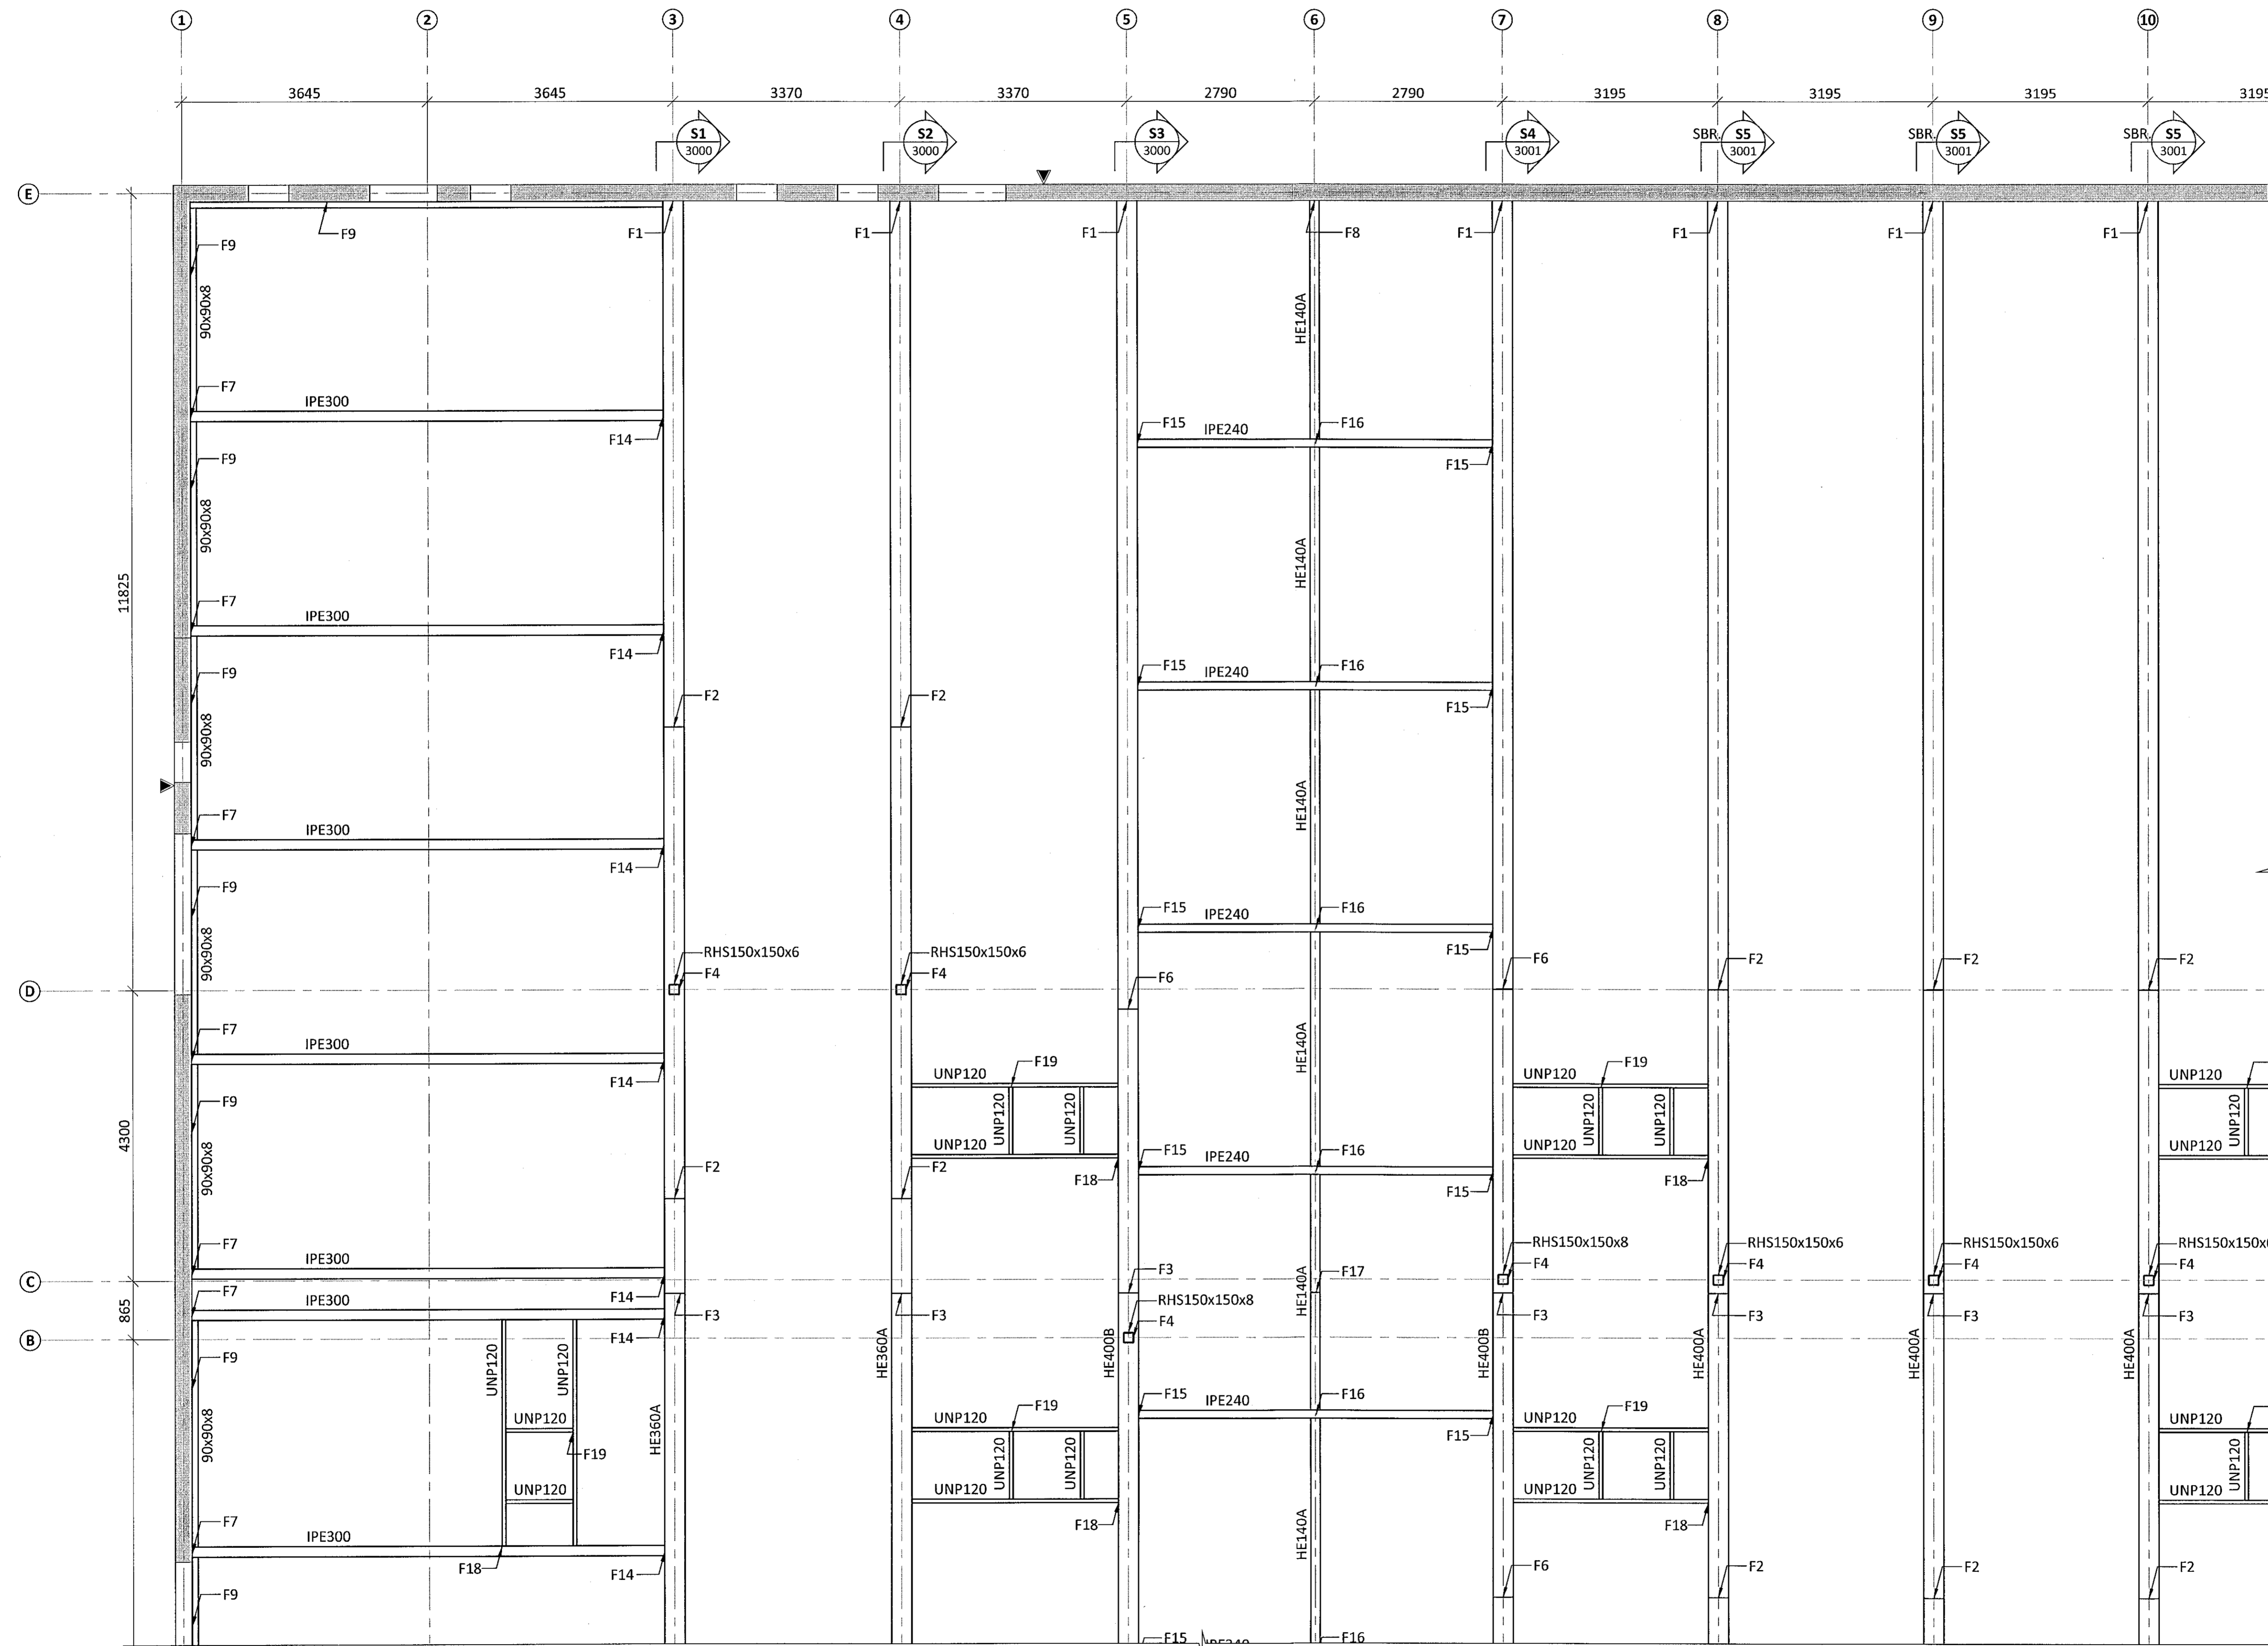 1 2 3 4 5 6 7 8 9 10
3645 3645 3370 3370 2790 2790 3195 3195 3195 3195
S1 S2 S3 S4 SBR. S5 SBR. S5 SBR. S5
3000 3000 3000 3001 3001 3001 3001
E
F9 F1 F1 F1 F8 F1 F1 F1 F1
F9
90x90x8 HE140A
F7
IPE300
F15 IPE240 F16
F14
F9 F15
90x90x8 HE140A
11825
F7
IPE300
F14
F15 IPE240 F16
F9
F2 F2 F15
90x90x8 HE140A
F7
IPE300
F14
F9
F15 IPE240 F16
F15
90x90x8
RHS150x150x6 RHS150x150x6
F6 F2 F2 F2
F4 F4 F6
D
F7
IPE300 HE140A
F19 F19
UNP120 UNP120 UNP120
F14
F9
UNP120 UNP120 UNP120 UNP120 UNP120
4300
UNP120 UNP120 UNP120
F15 IPE240 F16
90x90x8
F2 F2
F18 F15 F18
F7
RHS150x150x8 RHS150x150x6 RHS150x150x6 RHS150x150x
IPE300
F3 HE140A F17 F4 F4 F4 F4
C
F7
F14
IPE300
RHS150x150x8
865
F3 F3 F3 F3 F3 F3
F4
B
F14
F9
UNP120 UNP120 HE360A HE400B HE400B HE400A HE400A HE400A
F15 IPE240 F16
90x90x8
UNP120 HE360A
UNP120 F19 UNP120 F19 UNP120
F15
F19
UNP120 UNP120 UNP120 UNP120 UNP120
UNP120 UNP120 UNP120 UNP120
F7
F18 F18
IPE300 HE140A
F18 F14
F6 F2 F2 F2
F9
F15 IPE240 F16